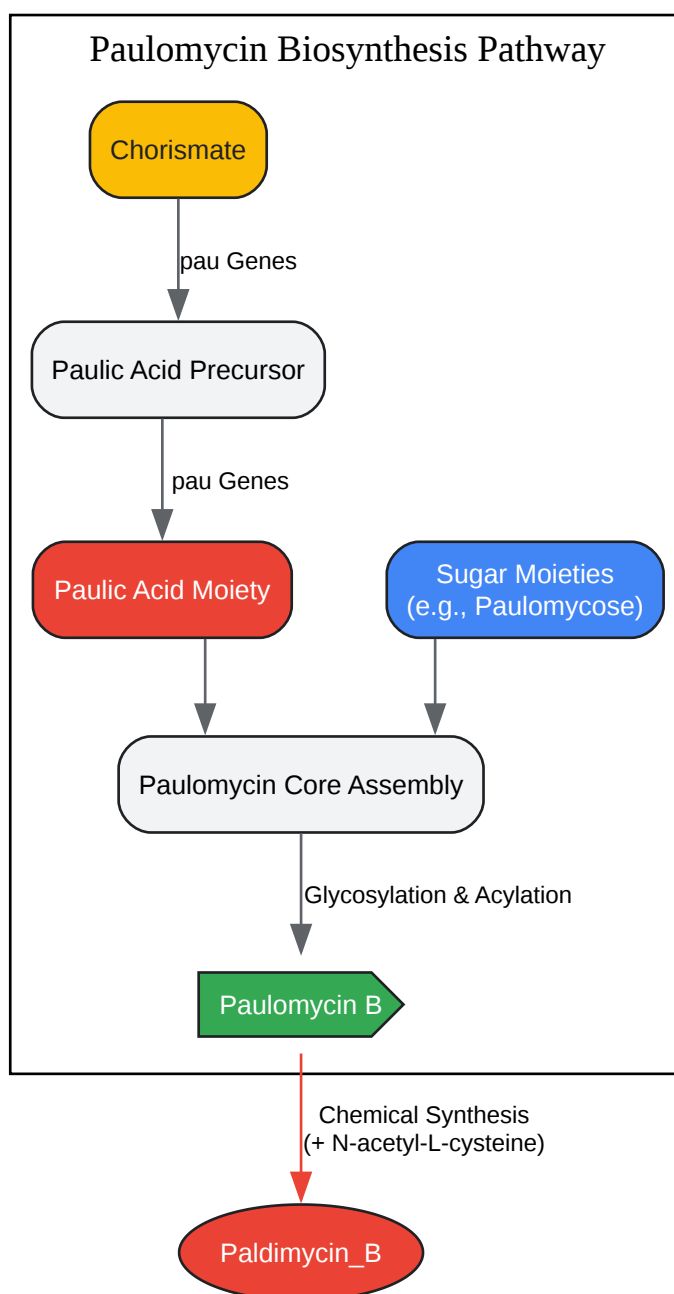 Paulomycin Biosynthesis Pathway
Chorismate
pau Genes
Paulic Acid Precursor
pau Genes
Paulic Acid Moiety
Sugar Moieties
(e.g., Paulomycose)
Paulomycin Core Assembly
Glycosylation & Acylation
Paulomycin B
Chemical Synthesis
(+ N-acetyl-L-cysteine)
Paldimycin_B